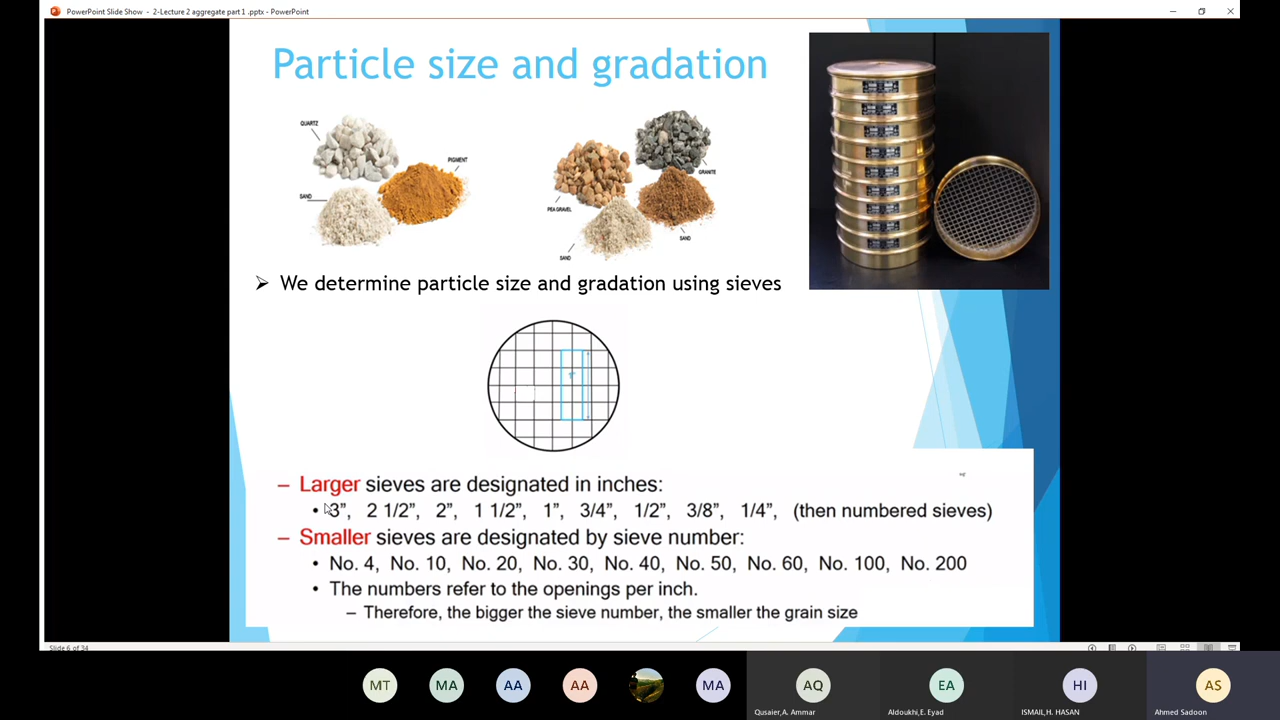 PowerPoint Slide Show - 2-Lecture 2 aggregate part 1 .pptx - PowerPoint
Particle size and gradation
QUARTZ
PIGMENT
SAND
GRANITE
PEA GRAVEL
SAND
SAND
➢ We determine particle size and gradation using sieves
– Larger sieves are designated in inches:
• 3”, 2 1/2”, 2”, 1 1/2”, 1”, 3/4”, 1/2”, 3/8”, 1/4”, (then numbered sieves)
– Smaller sieves are designated by sieve number:
• No. 4, No. 10, No. 20, No. 30, No. 40, No. 50, No. 60, No. 100, No. 200
• The numbers refer to the openings per inch.
– Therefore, the bigger the sieve number, the smaller the grain size
Slide 6 of 34
MT MA AA AA MA AQ EA HI AS
Qusaier,A. Ammar Aldoukhi,E. Eyad ISMAIL,H. HASAN Ahmed Sadoon